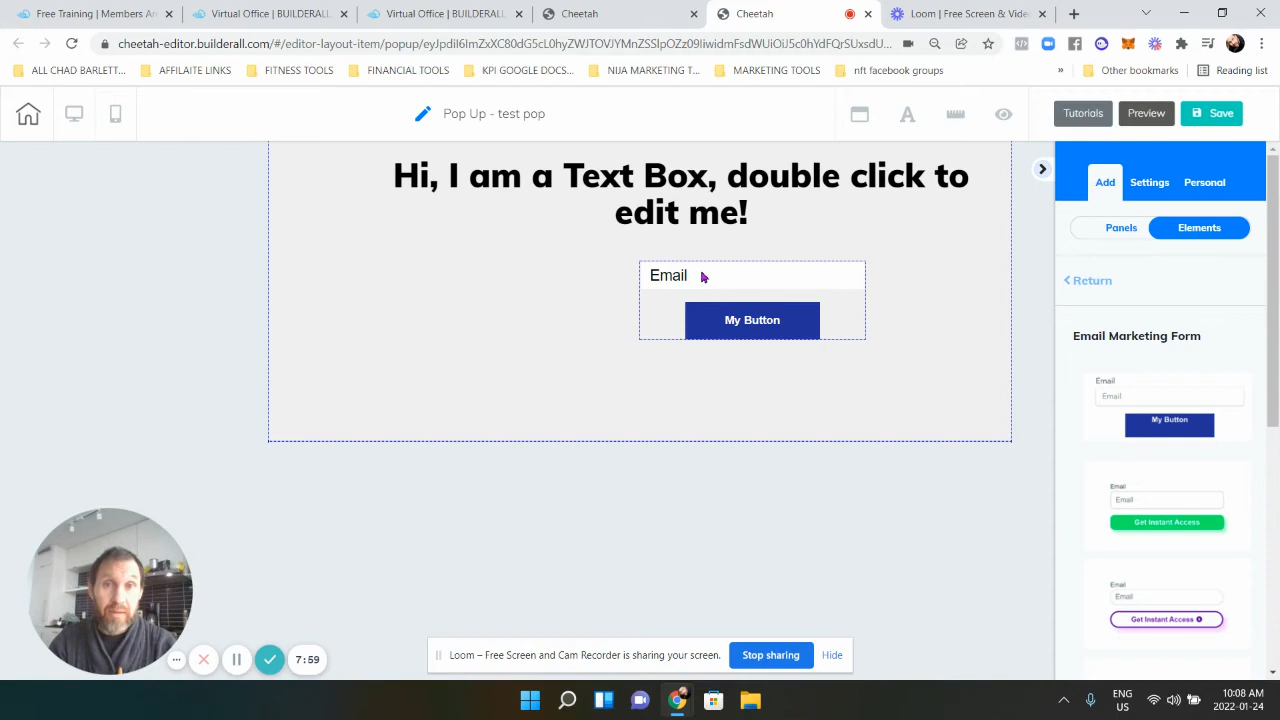 Free Training | Members An
Virtual Office | BUILDERALL
Virtual Office | BUILDERALL
Cheetah
Cheetah
Loom | Free Screen & Vide
cheetah-editor.builderall.com/#/editor-layout-item/popup/
ALL CHAD BARLETT...
AFFILAITE LINKS
FITNESS TOOLS
FINANCIAL TOOLS
KPI GOOGLE DOCS...
NIJA MARKETING T...
MARKETING TOOLS
nft facebook groups
»
Other bookmarks
Reading list
Pop Up - test pop
Tutorials
Preview
Save
Hi, I am a Text Box, double click to
edit me!
Email
My Button
Add
Settings
Personal
Panels
Elements
Return
Email Marketing Form
Email
Email
My Button
Email
Email
Get Instant Access
Email
Email
Get Instant Access
7:59
Loom – Free Screen and Cam Recorder is sharing your screen.
Stop sharing
Hide
ENG
US
10:08 AM
2022-01-24